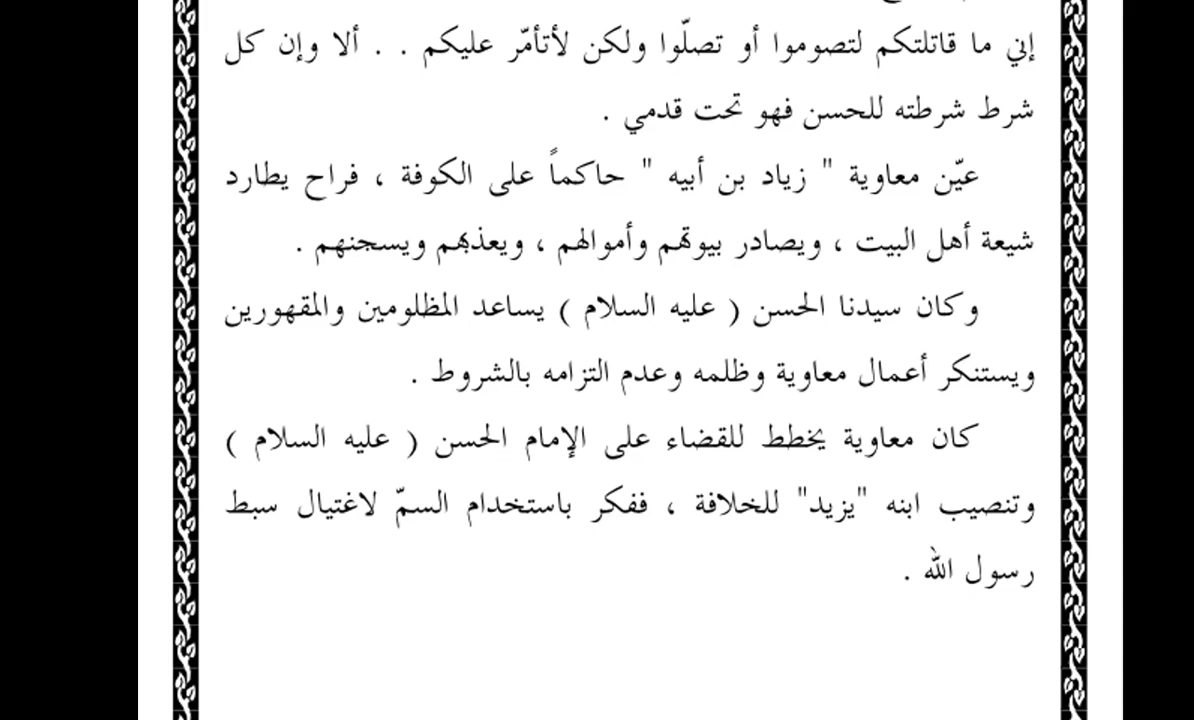 إني ما قاتلتكم لتصوموا أو تصلّوا ولكن لأتأمّر عليكم . . ألا وإن كل
شرط شرطته للحسن فهو تحت قدمي .
عيّن معاوية " زياد بن أبيه " حاكماً على الكوفة ، فراح يطارد
شيعة أهل البيت ، ويصادر بيوتهم وأموالهم ، ويعذبهم ويسجنهم .
وكان سيدنا الحسن ( عليه السلام ) يساعد المظلومين والمقهورين
ويستنكر أعمال معاوية وظلمه وعدم التزامه بالشروط .
كان معاوية يخطط للقضاء على الإمام الحسن ( عليه السلام )
وتنصيب ابنه "يزيد" للخلافة ، ففكر باستخدام السمّ لاغتيال سبط
رسول الله .